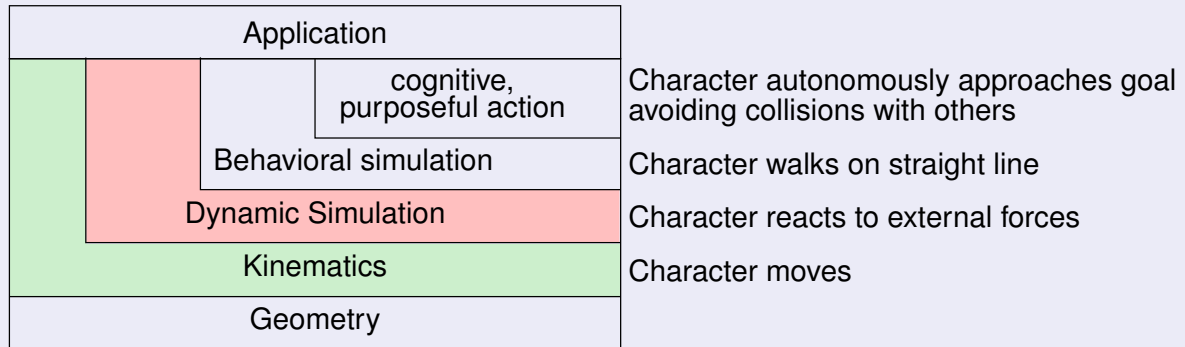 Application
cognitive,
purposeful action
Character autonomously approaches goal
avoiding collisions with others
Behavioral simulation
Character walks on straight line
Dynamic Simulation
Character reacts to external forces
Kinematics
Character moves
Geometry